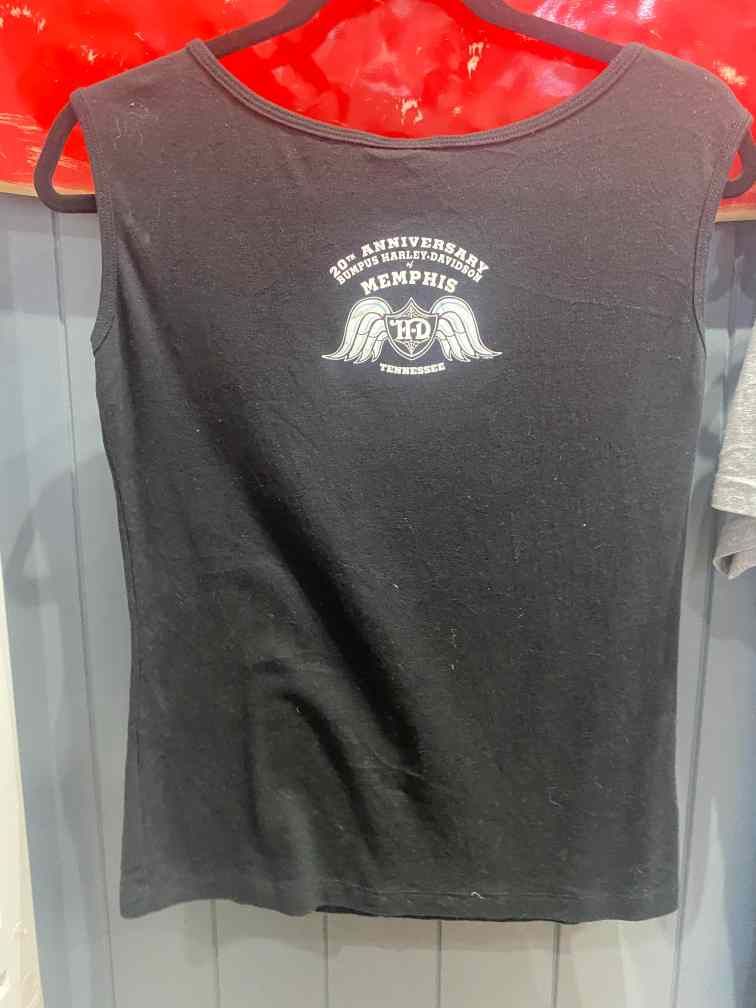 20TH ANNIVERSARY
BUMPUS HARLEY-DAVIDSON
of
MEMPHIS
H-D
TENNESSEE